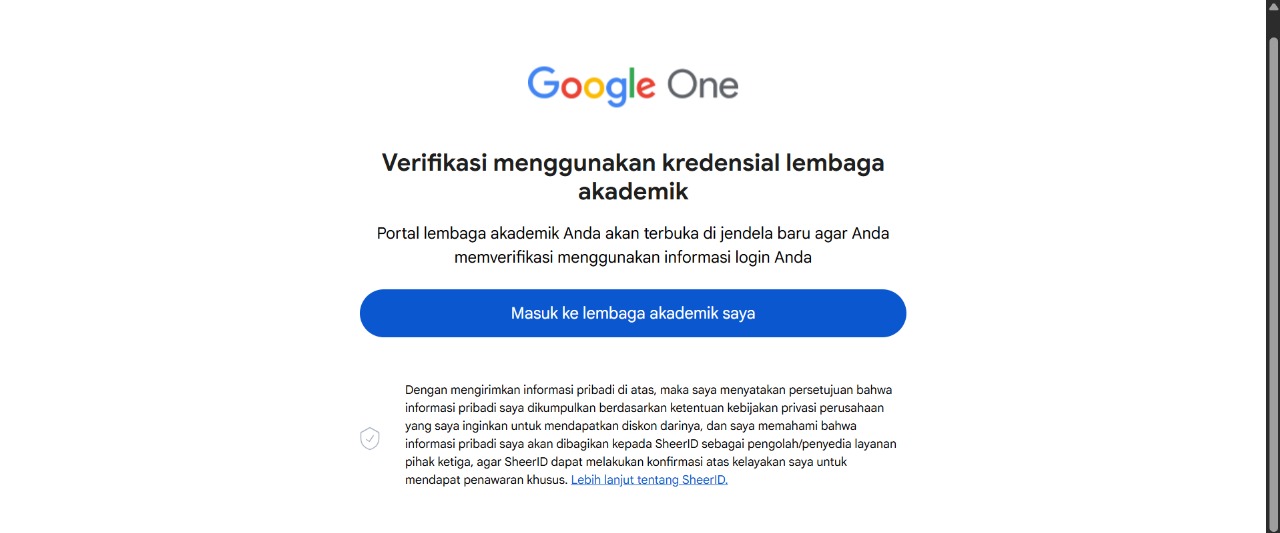 Google One
Verifikasi menggunakan kredensial lembaga
akademik
Portal lembaga akademik Anda akan terbuka di jendela baru agar Anda
memverifikasi menggunakan informasi login Anda
Masuk ke lembaga akademik saya
Dengan mengirimkan informasi pribadi di atas, maka saya menyatakan persetujuan bahwa
informasi pribadi saya dikumpulkan berdasarkan ketentuan kebijakan privasi perusahaan
yang saya inginkan untuk mendapatkan diskon darinya, dan saya memahami bahwa
informasi pribadi saya akan dibagikan kepada SheerID sebagai pengolah/penyedia layanan
pihak ketiga, agar SheerID dapat melakukan konfirmasi atas kelayakan saya untuk
mendapat penawaran khusus. Lebih lanjut tentang SheerID.